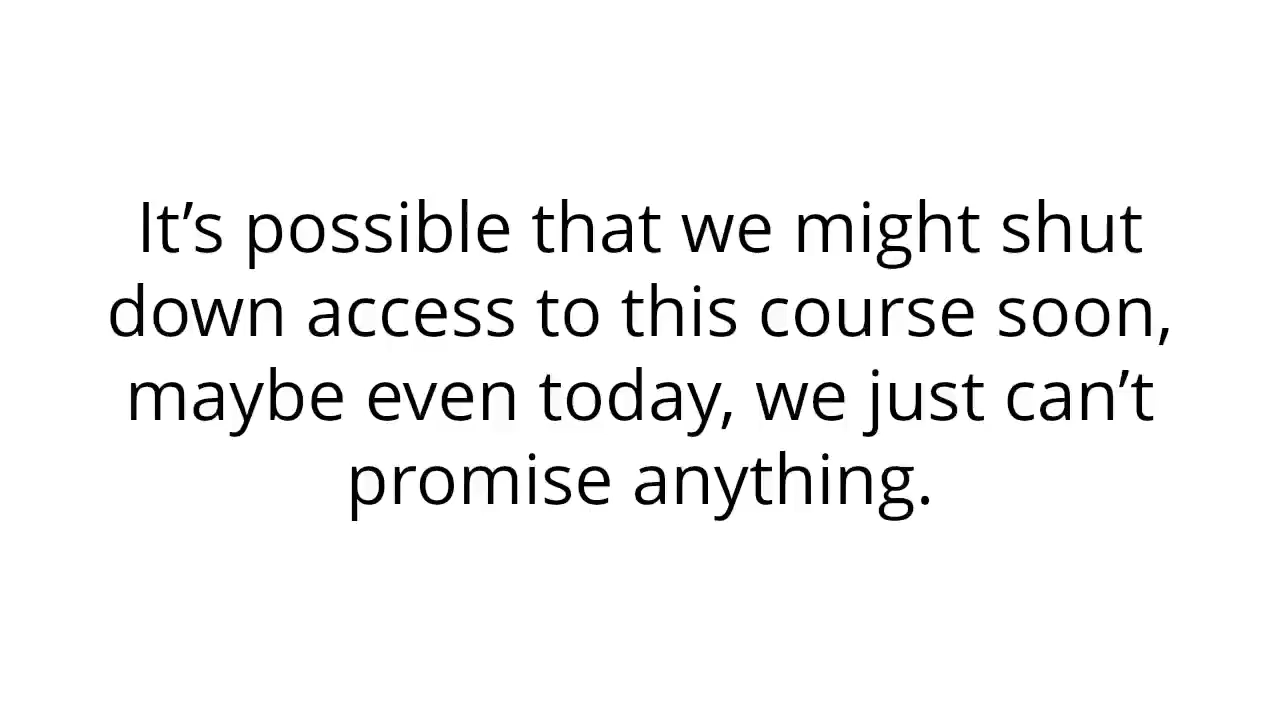 It’s possible that we might shut
down access to this course soon,
maybe even today, we just can’t
promise anything.